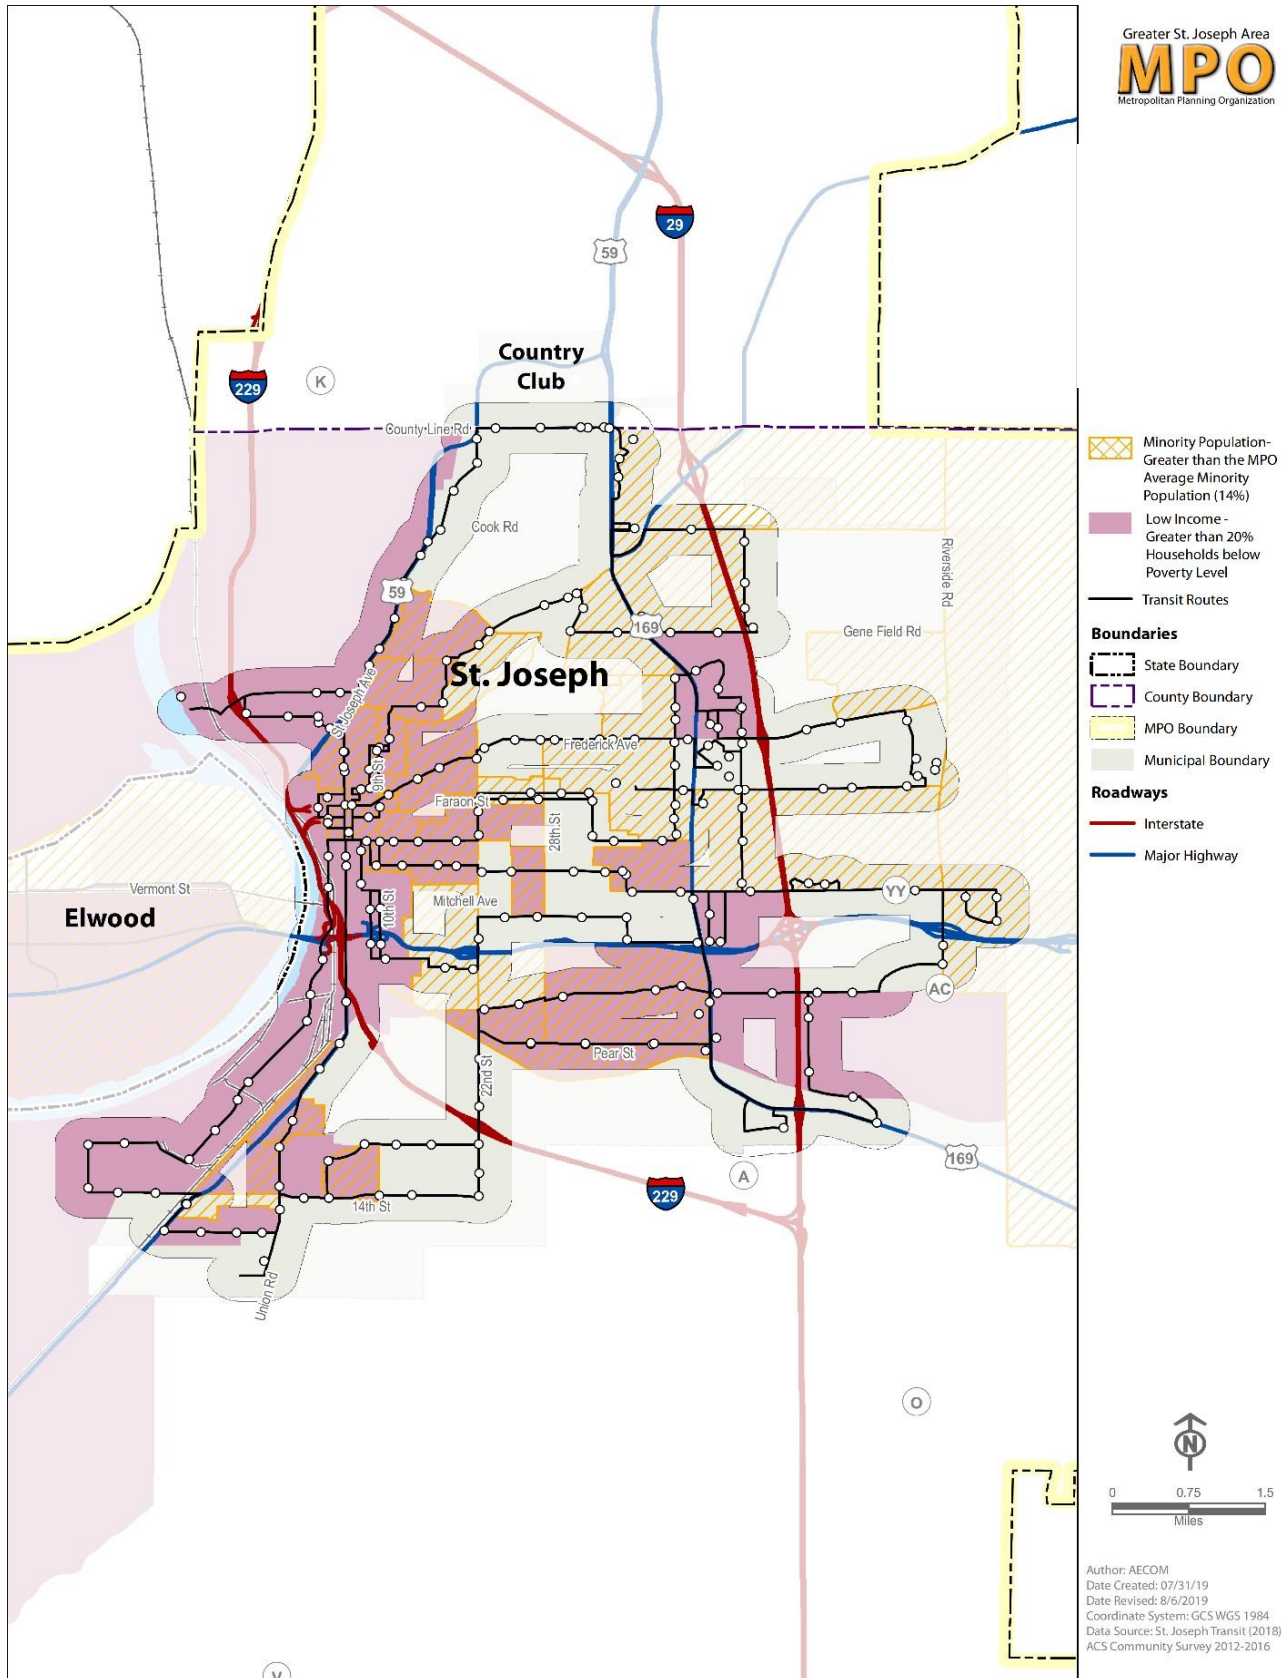 Greater St. Joseph Area
MPO
Metropolitan Planning Organization
29
59
Country
Club
229
K
County Line Rd
Minority Population-
Greater than the MPO
Average Minority
Population (14%)
Low Income -
Greater than 20%
Households below
Poverty Level
Transit Routes
Boundaries
State Boundary
County Boundary
MPO Boundary
Municipal Boundary
Roadways
Interstate
Major Highway
Cook Rd
Riverside Rd
59
169
Gene Field Rd
St. Joseph
St Joseph Ave
Frederick Ave
9th St
Faraon St
28th St
Vermont St
Elwood
10th St
Mitchell Ave
YY
AC
Pear St
22nd St
169
A
229
14th St
Union Rd
O
N
0 0.75 1.5
Miles
Author: AECOM
Date Created: 07/31/19
Date Revised: 8/6/2019
Coordinate System: GCS WGS 1984
Data Source: St. Joseph Transit (2018)
ACS Community Survey 2012-2016
V